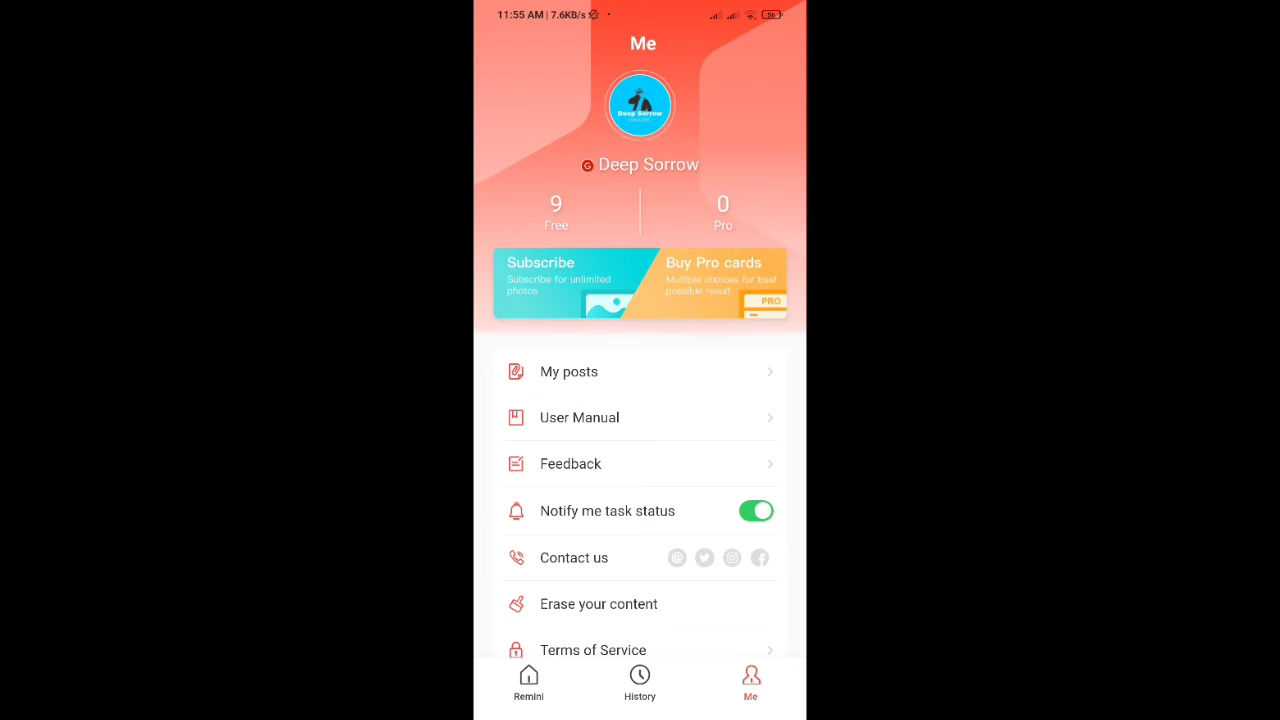 11:55 AM | 7.6KB/s
56
Me
Deep Sorrow
G Deep Sorrow
9
0
Free
Pro
Subscribe
Subscribe for unlimited
photos
Buy Pro cards
Multiple choices for best
possible result
PRO
My posts
User Manual
Feedback
Notify me task status
Contact us
Erase your content
Terms of Service
Remini
History
Me